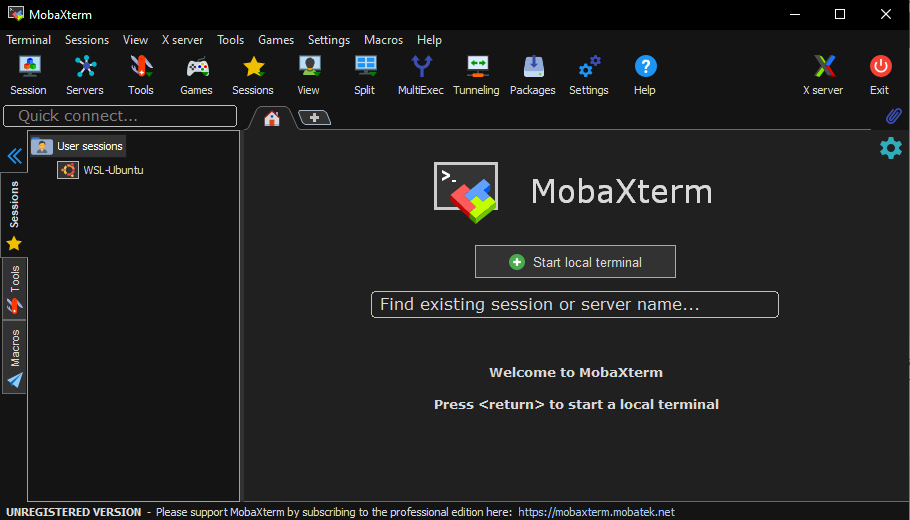 MobaXterm
Terminal Sessions View X server Tools Games Settings Macros Help
Session Servers Tools Games Sessions View Split MultiExec Tunneling Packages Settings Help X server Exit
Quick connect...
User sessions
WSL-Ubuntu
Sessions
Tools
Macros
>_
MobaXterm
Start local terminal
Find existing session or server name...
Welcome to MobaXterm
Press <return> to start a local terminal
UNREGISTERED VERSION - Please support MobaXterm by subscribing to the professional edition here: https://mobaxterm.mobatek.net